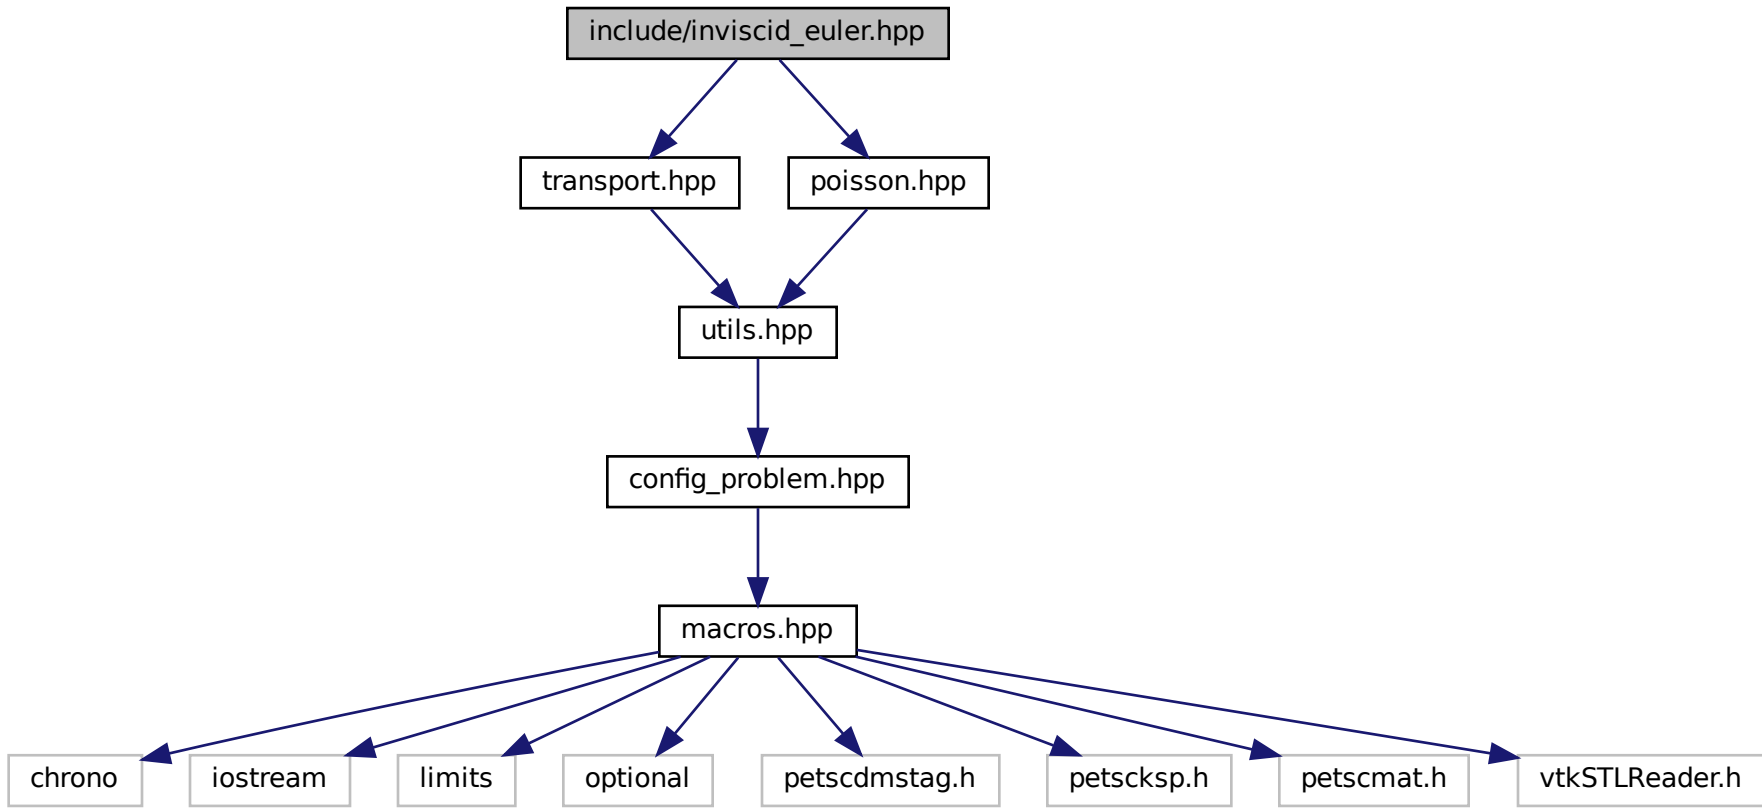 include/inviscid_euler.hpp
transport.hpp
poisson.hpp
utils.hpp
config_problem.hpp
macros.hpp
chrono
iostream
limits
optional
petscdmstag.h
petscksp.h
petscmat.h
vtkSTLReader.h